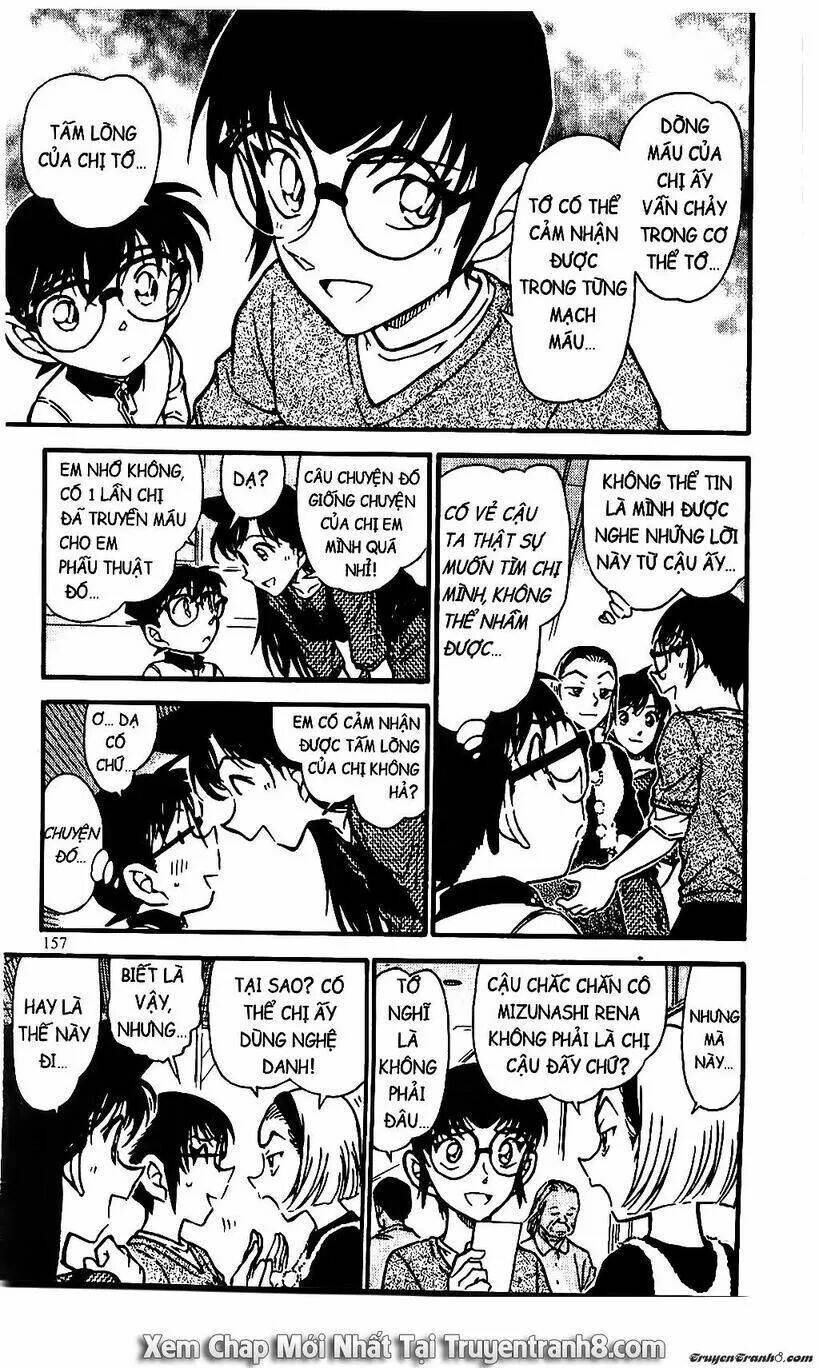 DÒNG
MÁU CỦA
CHỊ ẤY
VẪN CHẢY
TRONG CƠ
THỂ TỚ...
TỚ CÓ THỂ
CẢM NHẬN
ĐƯỢC
TRONG TỪNG
MẠCH
MÁU...
TẤM LÒNG
CỦA CHỊ TỚ...
KHÔNG THỂ TIN
LÀ MÌNH ĐƯỢC
NGHE NHỮNG LỜI
NÀY TỪ CẬU ẤY...
CÓ VẺ CẬU
TA THẬT SỰ
MUỐN TÌM CHỊ
MÌNH, KHÔNG
THỂ NHẦM
ĐƯỢC...
CÂU CHUYỆN ĐÓ
GIỐNG CHUYỆN
CỦA CHỊ EM
MÌNH QUÁ
NHỈ!
DẠ?
EM NHỚ KHÔNG,
CÓ 1 LẦN CHỊ
ĐÃ TRUYỀN MÁU
CHO EM
PHẪU THUẬT
ĐÓ...
EM CÓ CẢM NHẬN
ĐƯỢC TẤM LÒNG
CỦA CHỊ KHÔNG
HẢ?
Ơ... DẠ
CÓ
CHỨ...
CHUYỆN
ĐÓ...
157
NHƯNG
MÀ
NÀY...
CẬU CHẮC CHẮN CÔ
MIZUNASHI RENA
KHÔNG PHẢI LÀ CHỊ
CẬU ĐẤY CHỨ?
TỚ
NGHĨ
LÀ
KHÔNG
PHẢI
ĐÂU...
TẠI SAO? CÓ
THỂ CHỊ ẤY
DÙNG NGHỆ
DANH!
BIẾT LÀ
VẬY,
NHƯNG...
HAY LÀ
THẾ NÀY
ĐI...
Xem Chap Mới Nhất Tại Truyentranh8.com
TruyenTranh8.com